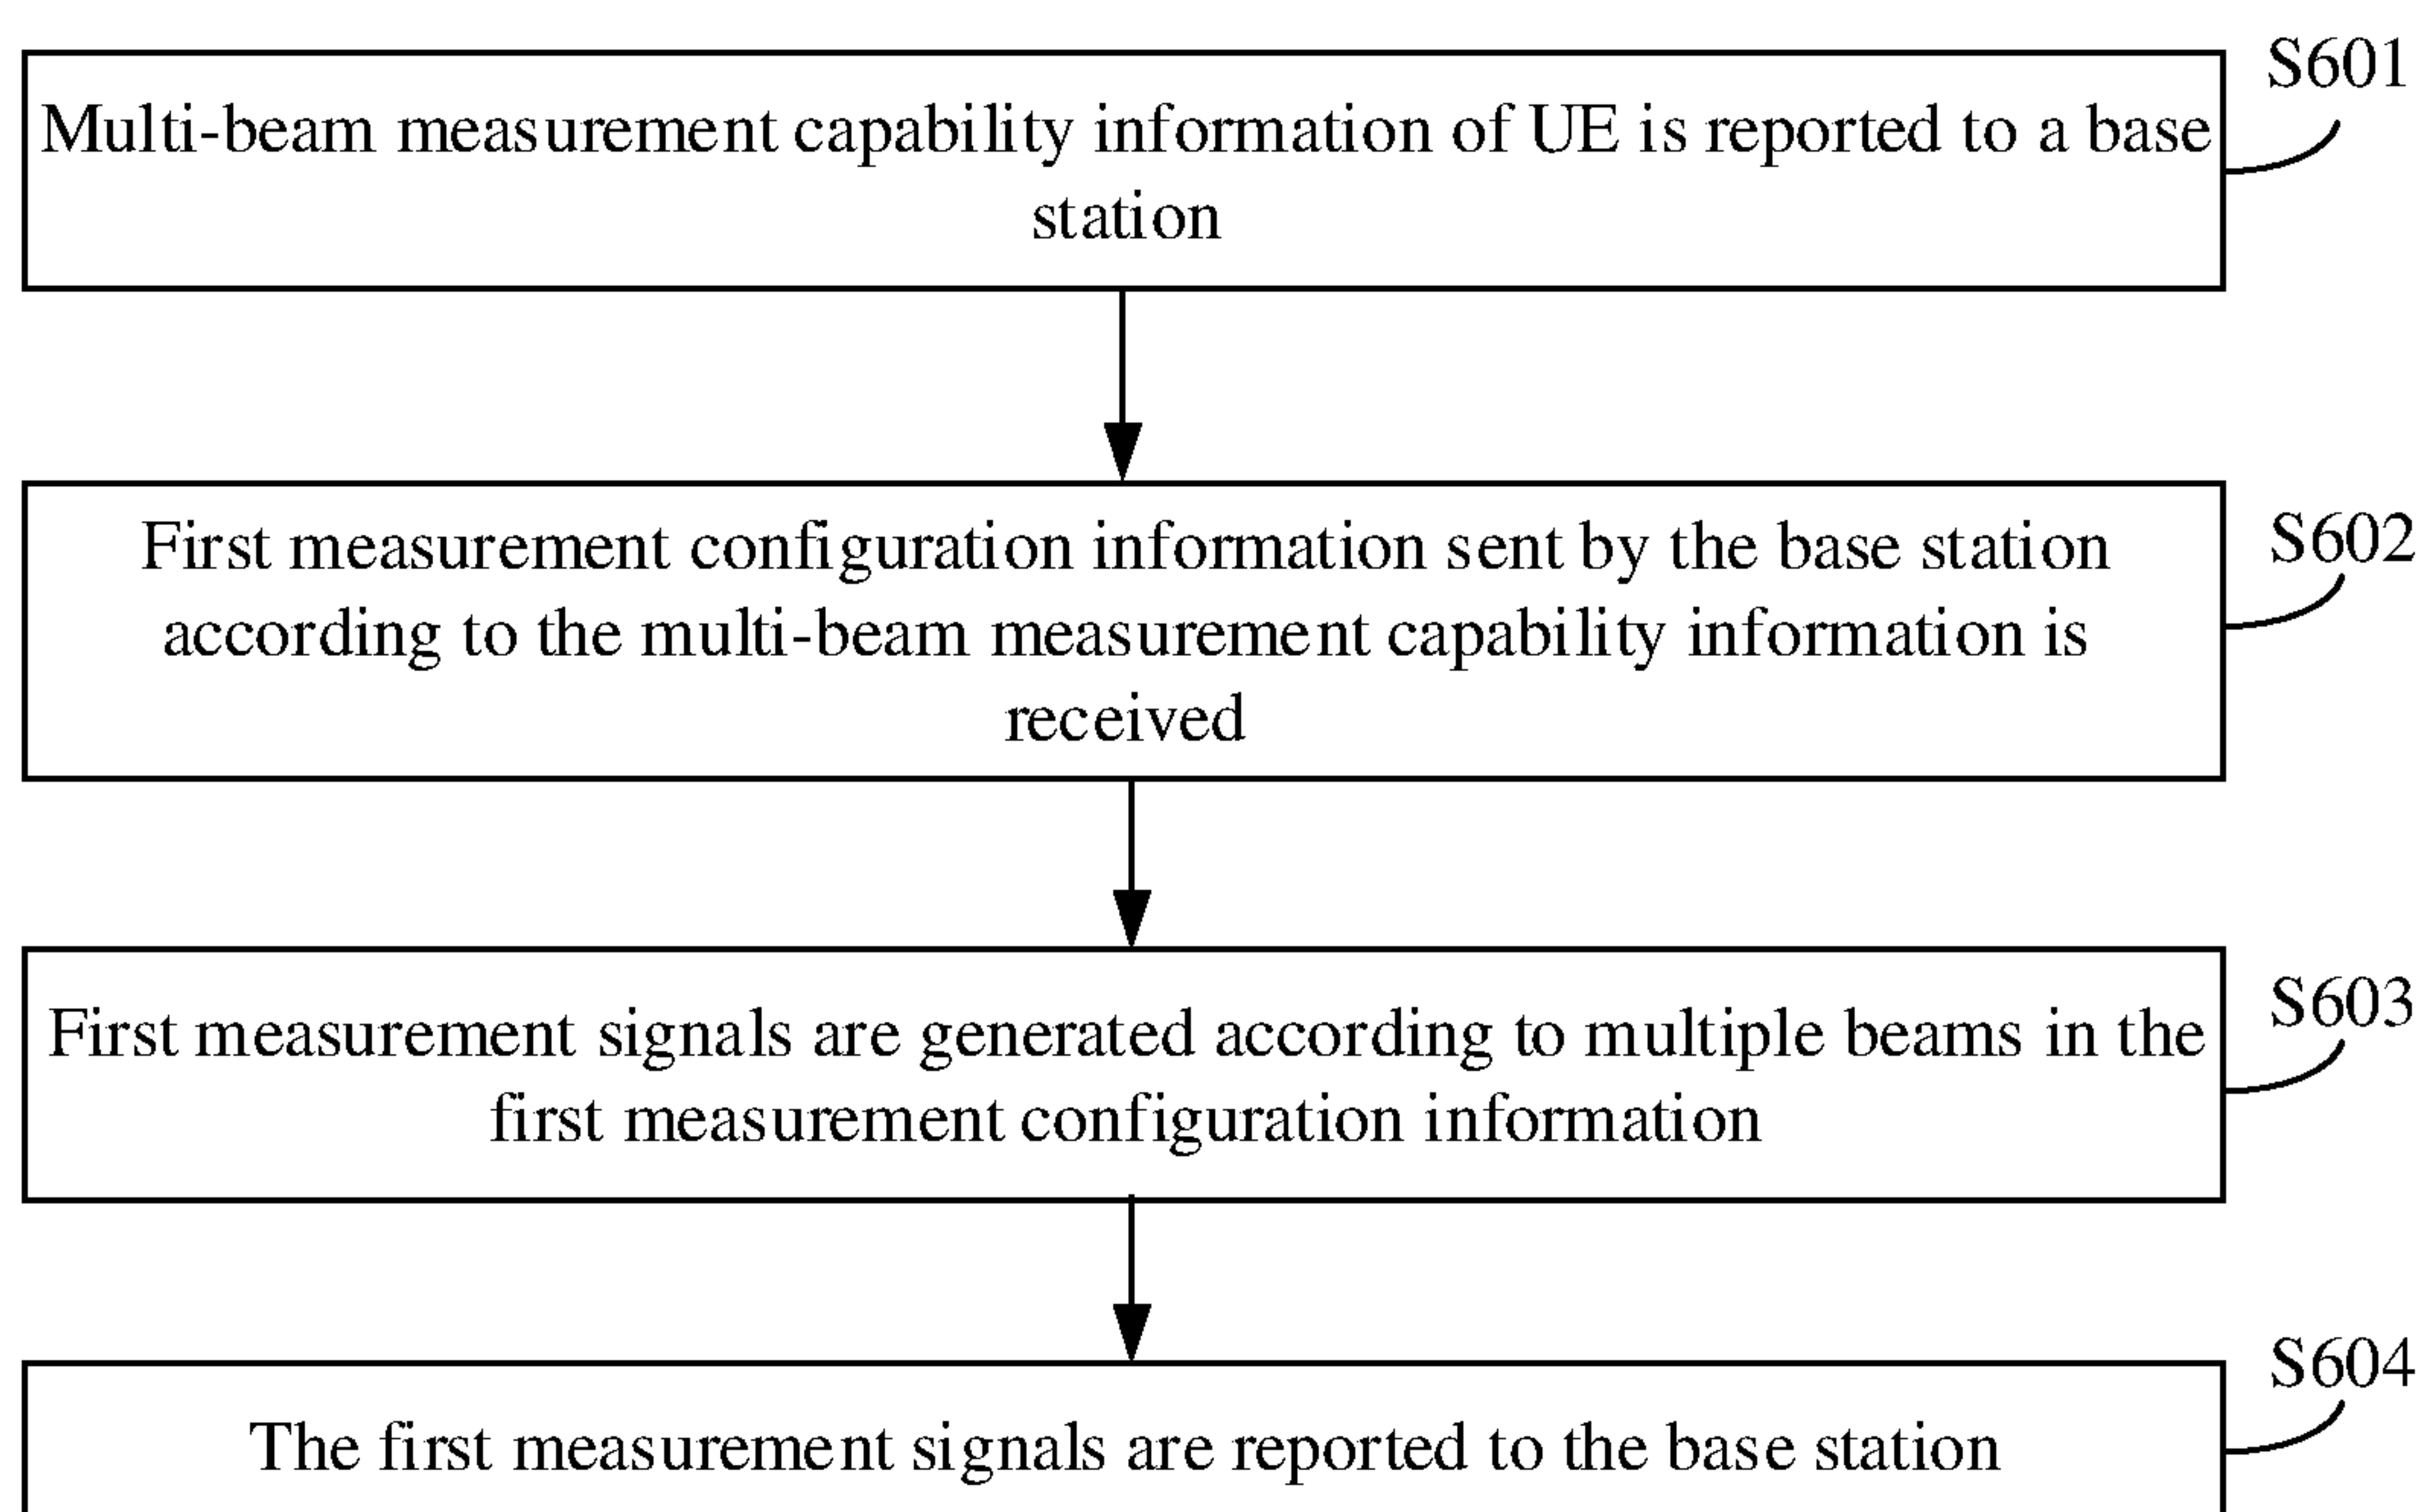 S601
Multi-beam measurement capability information of UE is reported to a base
station
S602
First measurement configuration information sent by the base station
according to the multi-beam measurement capability information is
received
S603
First measurement signals are generated according to multiple beams in the
first measurement configuration information
S604
The first measurement signals are reported to the base station